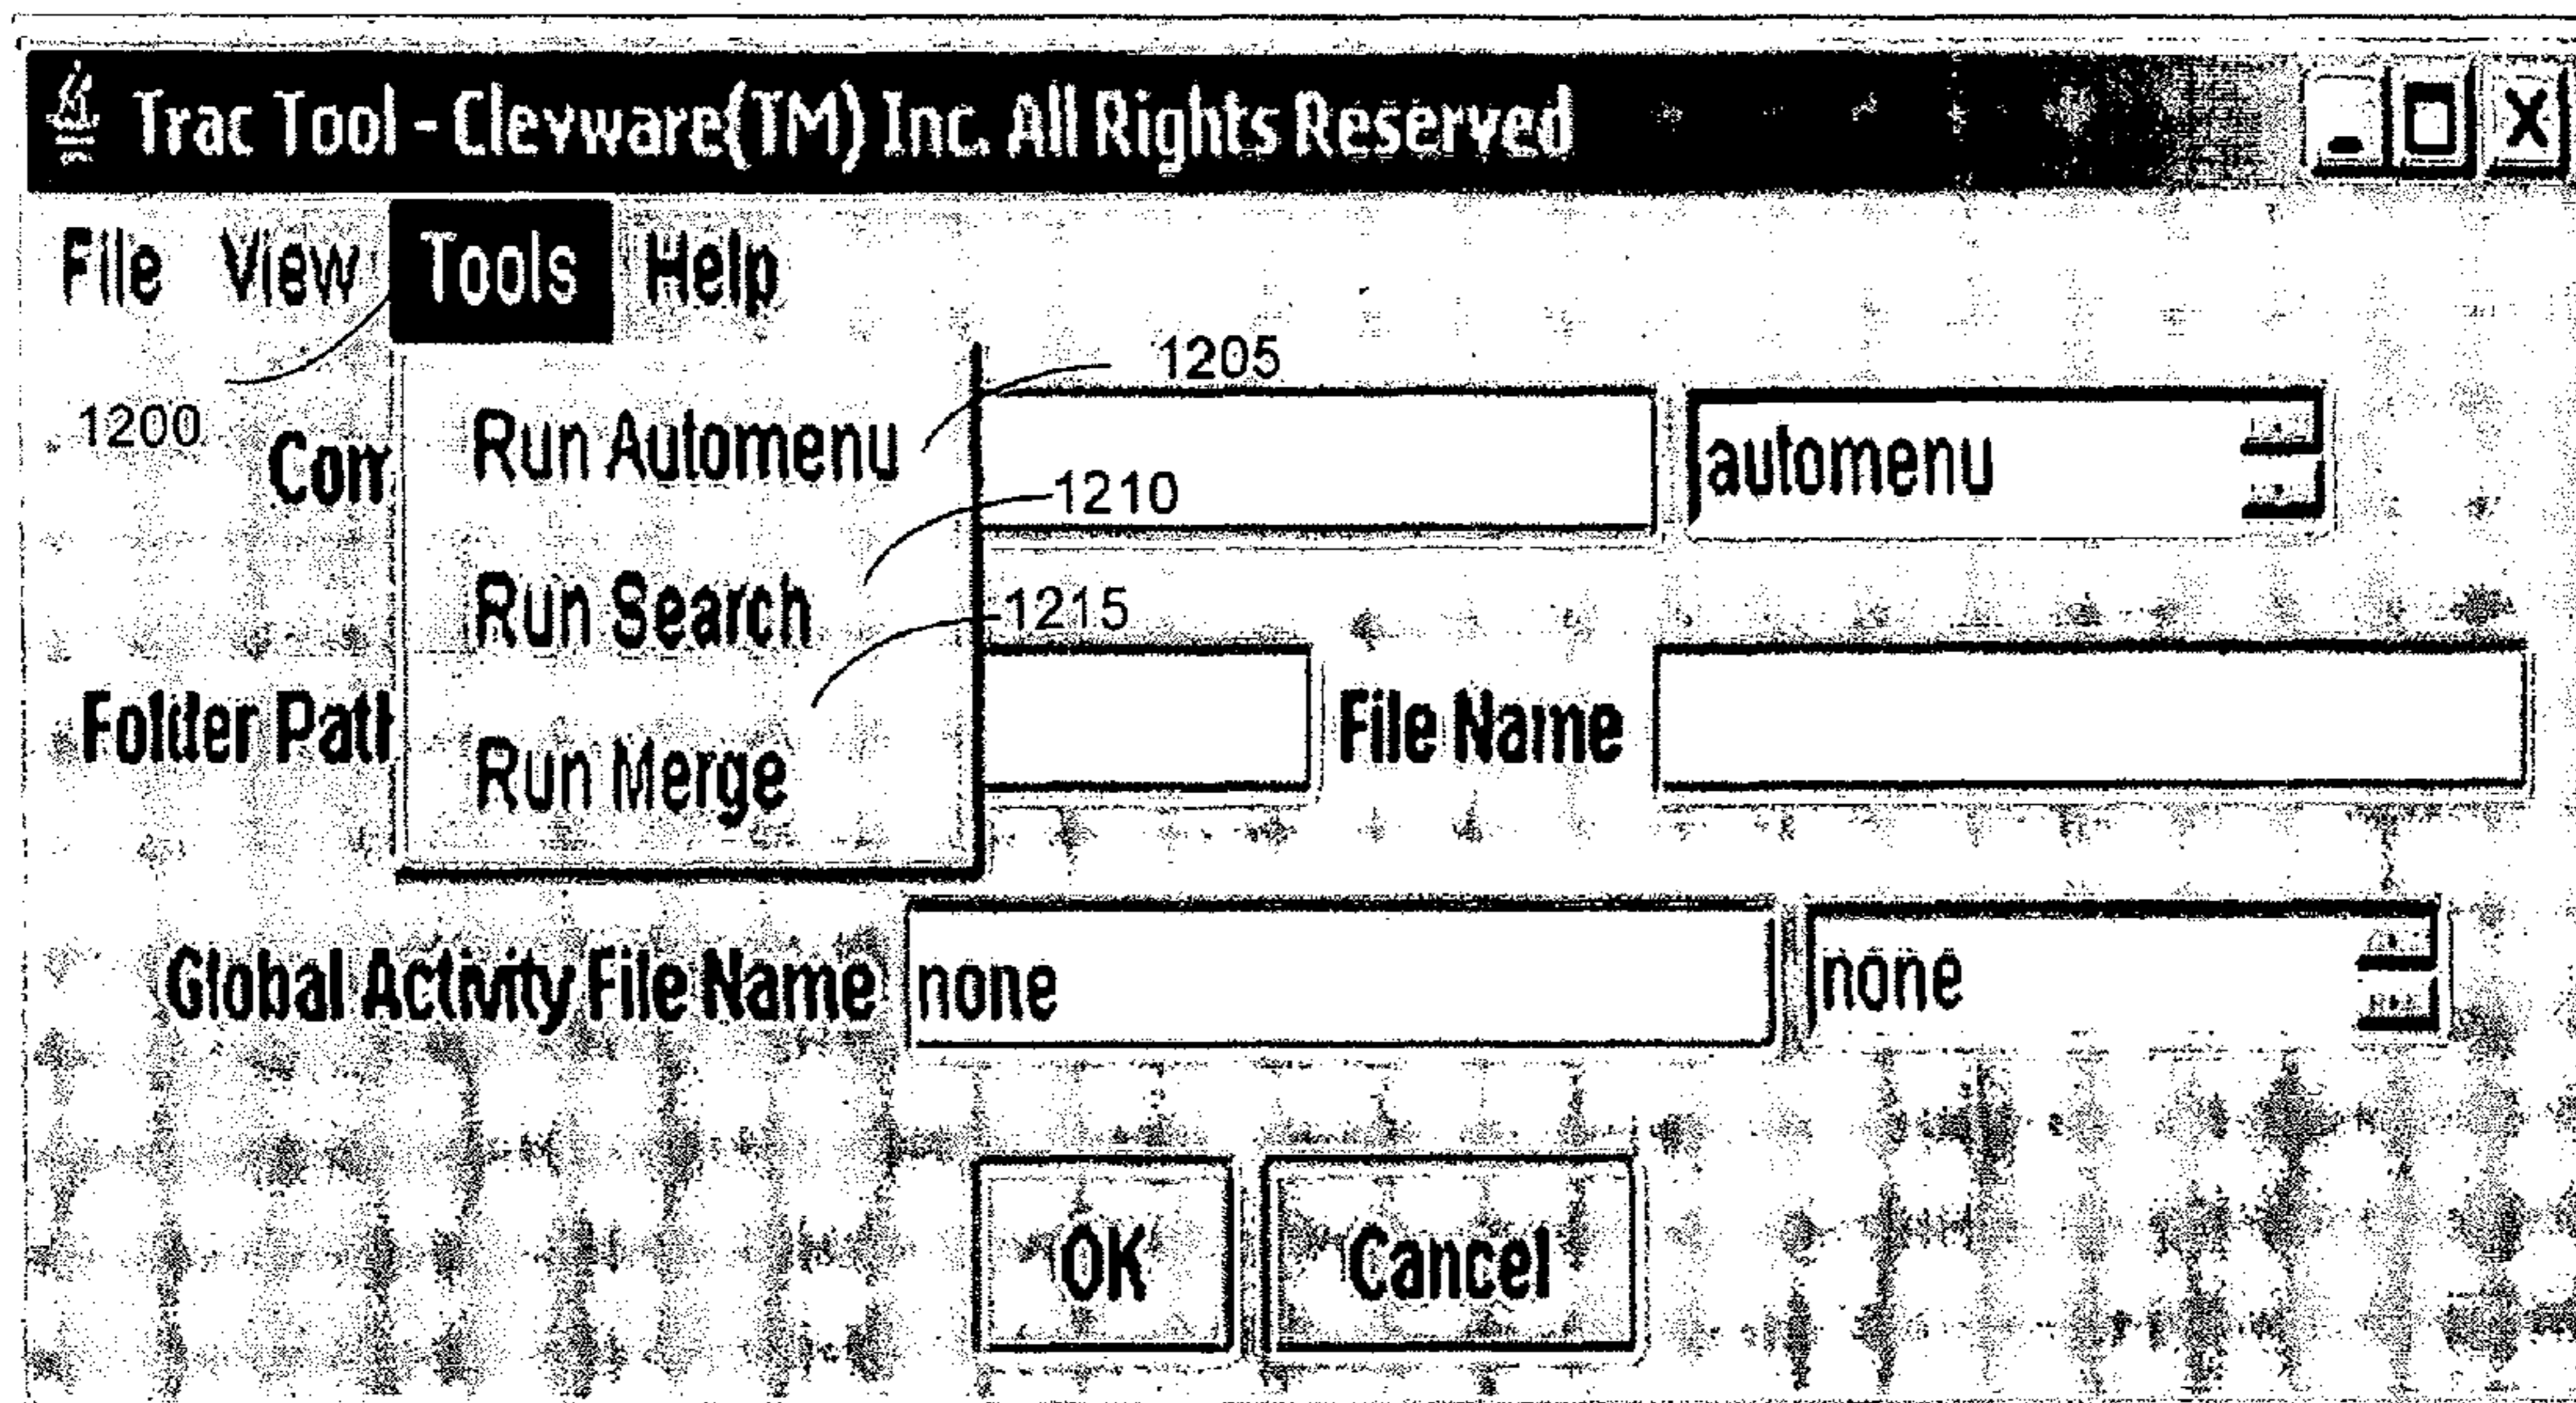 Trac Tool - Clevware(TM) Inc. All Rights Reserved
File View Tools Help
1205
1200
Run Automenu
automenu
1210
Run Search
1215
File Name
Run Merge
Global Activity File Name none none
OK Cancel